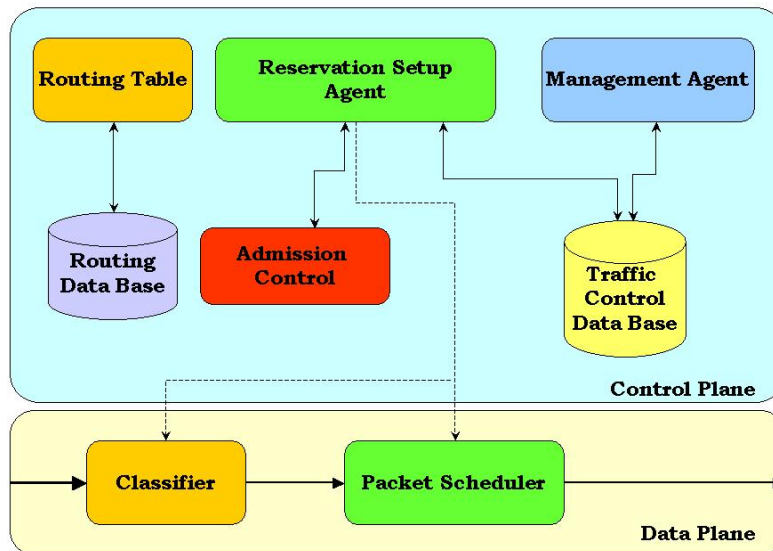 Routing Table
Reservation Setup
Agent
Management Agent
Routing
Data Base
Admission
Control
Traffic
Control
Data Base
Control Plane
Classifier
Packet Scheduler
Data Plane